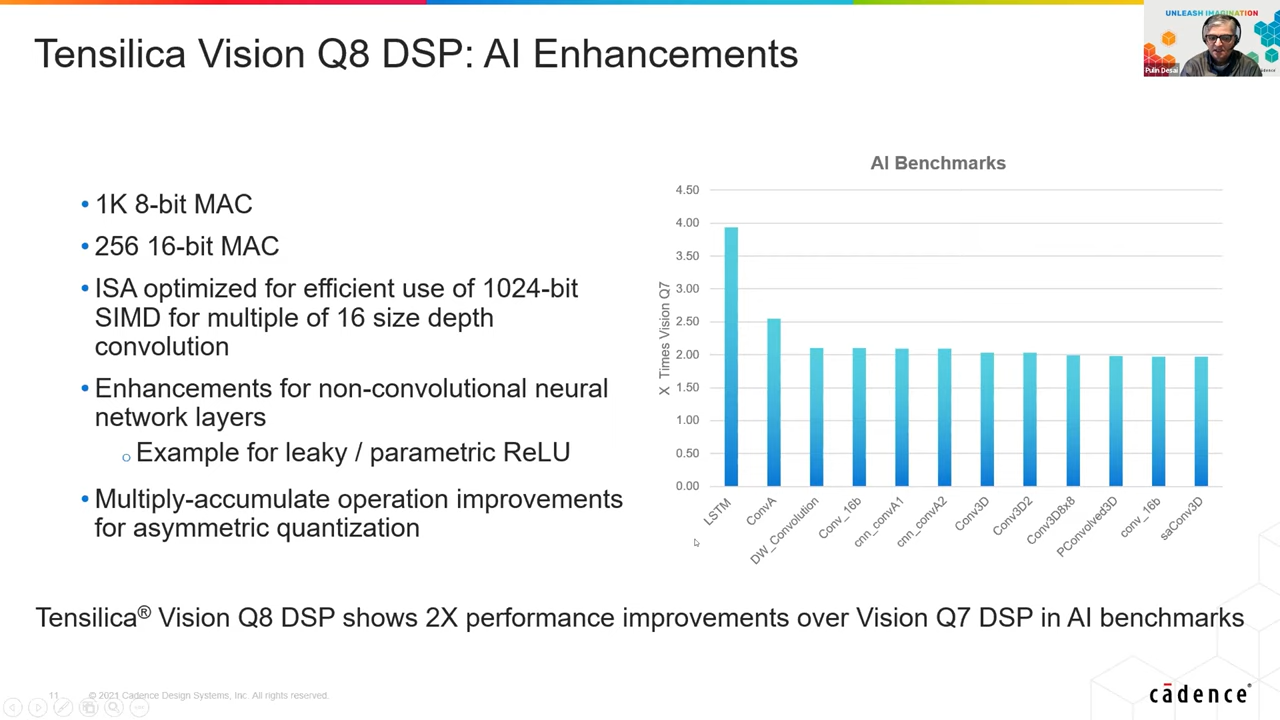 UNLEASH IMAGINATION
Pulin Desai
cadence
Tensilica Vision Q8 DSP: AI Enhancements
• 1K 8-bit MAC
• 256 16-bit MAC
• ISA optimized for efficient use of 1024-bit
SIMD for multiple of 16 size depth
convolution
• Enhancements for non-convolutional neural
network layers
o Example for leaky / parametric ReLU
• Multiply-accumulate operation improvements
for asymmetric quantization
AI Benchmarks
X Times Vision Q7
4.50
4.00
3.50
3.00
2.50
2.00
1.50
1.00
0.50
0.00
LSTM
ConvA
DW_Convolution
Conv_16b
cnn_convA1
cnn_convA2
Conv3D
Conv3D2
Conv3D8x8
PConvolved3D
conv_16b
saConv3D
Tensilica® Vision Q8 DSP shows 2X performance improvements over Vision Q7 DSP in AI benchmarks
11 © 2021 Cadence Design Systems, Inc. All rights reserved.
cādence®